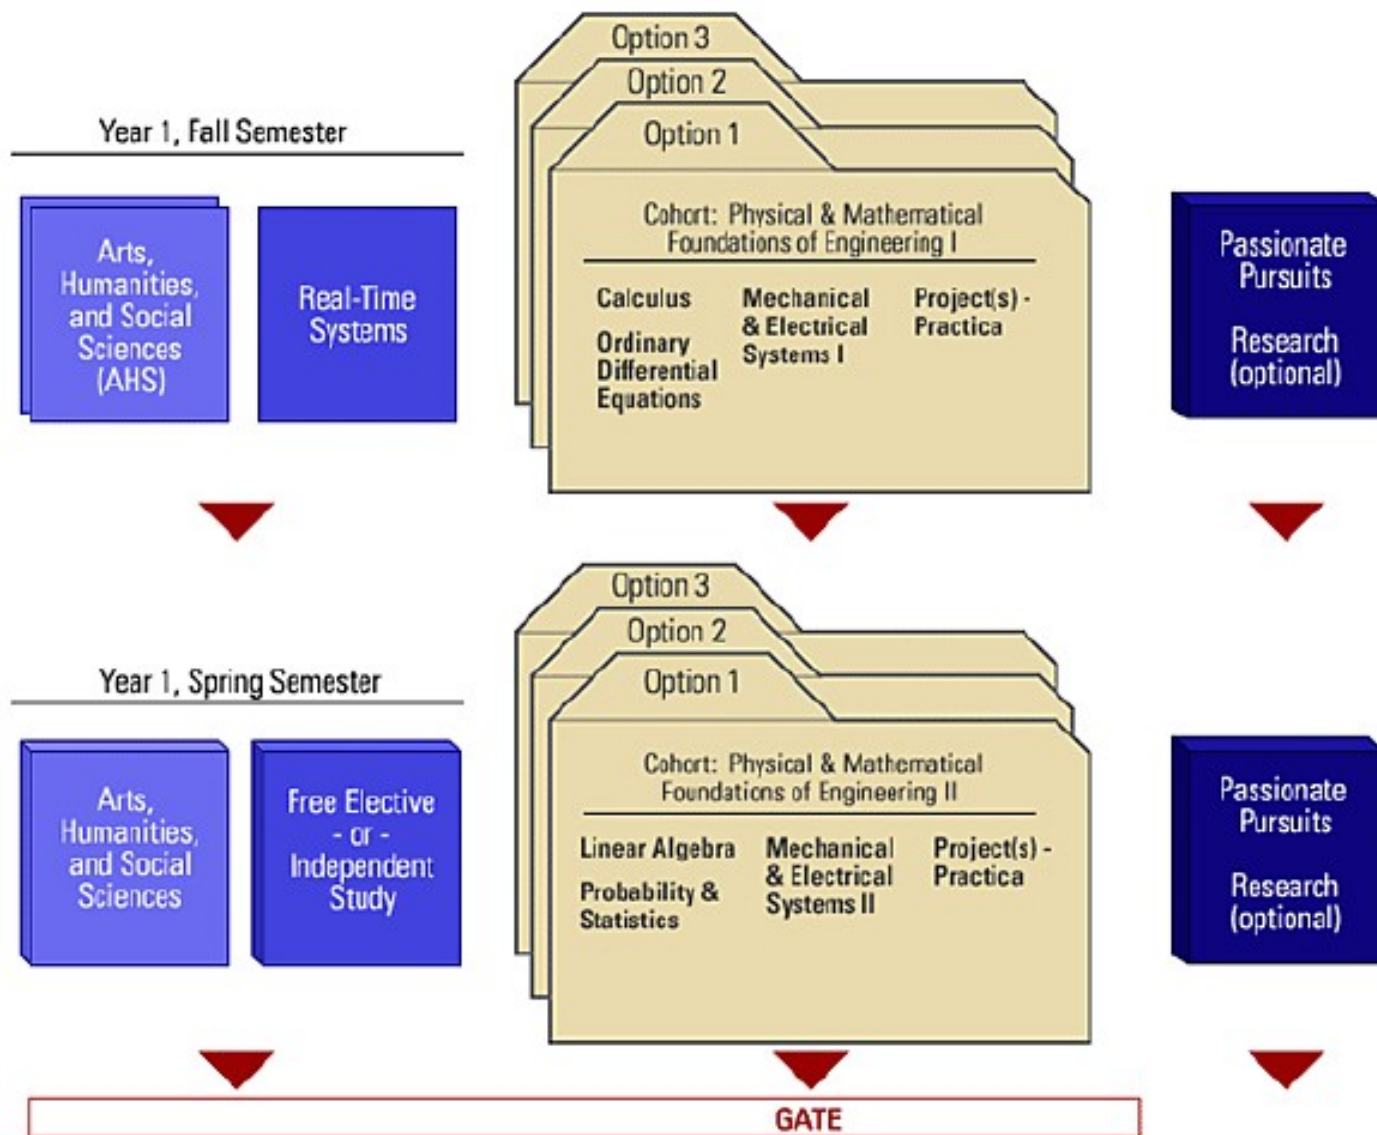 Option 3
Option 2
Option 1
Year 1, Fall Semester
Arts,
Humanities,
and Social
Sciences
(AHS)
Real-Time
Systems
Cohort: Physical & Mathematical
Foundations of Engineering I
Calculus
Ordinary
Differential
Equations
Mechanical
& Electrical
Systems I
Project(s) -
Practica
Passionate
Pursuits
Research
(optional)
Option 3
Option 2
Option 1
Year 1, Spring Semester
Arts,
Humanities,
and Social
Sciences
Free Elective
- or -
Independent
Study
Cohort: Physical & Mathematical
Foundations of Engineering II
Linear Algebra
Probability &
Statistics
Mechanical
& Electrical
Systems II
Project(s) -
Practica
Passionate
Pursuits
Research
(optional)
GATE